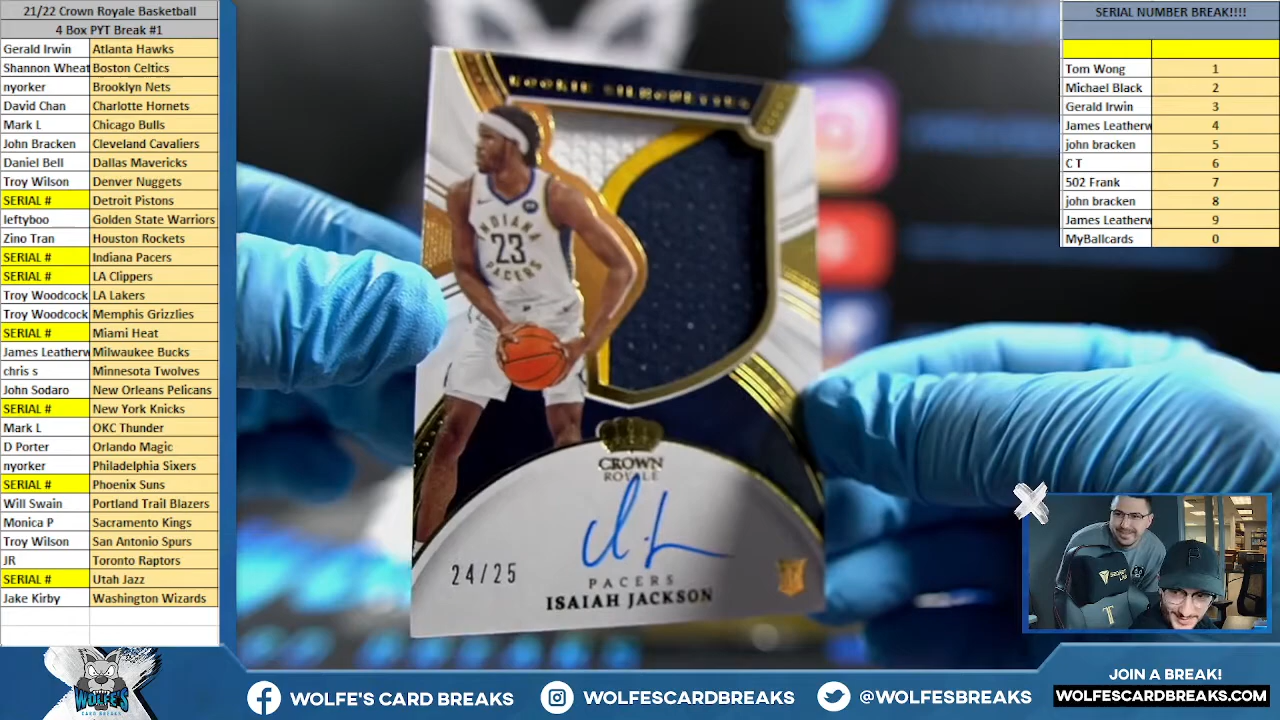 21/22 Crown Royale Basketball
4 Box PYT Break #1
Gerald Irwin Atlanta Hawks
Shannon Wheat Boston Celtics
nyorker Brooklyn Nets
David Chan Charlotte Hornets
Mark L Chicago Bulls
John Bracken Cleveland Cavaliers
Daniel Bell Dallas Mavericks
Troy Wilson Denver Nuggets
SERIAL # Detroit Pistons
leftyboo Golden State Warriors
Zino Tran Houston Rockets
SERIAL # Indiana Pacers
SERIAL # LA Clippers
Troy Woodcock LA Lakers
Troy Woodcock Memphis Grizzlies
SERIAL # Miami Heat
James Leatherw Milwaukee Bucks
chris s Minnesota Twolves
John Sodaro New Orleans Pelicans
SERIAL # New York Knicks
Mark L OKC Thunder
D Porter Orlando Magic
nyorker Philadelphia Sixers
SERIAL # Phoenix Suns
Will Swain Portland Trail Blazers
Monica P Sacramento Kings
Troy Wilson San Antonio Spurs
JR Toronto Raptors
SERIAL # Utah Jazz
Jake Kirby Washington Wizards
ROOKIE SILHOUETTES
INDIANA
23
PACERS
CROWN
ROYALE
24/25
PACERS
ISAIAH JACKSON
SERIAL NUMBER BREAK!!!!
Tom Wong 1
Michael Black 2
Gerald Irwin 3
James Leatherw 4
john bracken 5
C T 6
502 Frank 7
john bracken 8
James Leatherw 9
MyBallcards 0
WOLFE'S
CARD BREAKS
WOLFE'S CARD BREAKS
WOLFESCARDBREAKS
@WOLFESBREAKS
JOIN A BREAK!
WOLFESCARDBREAKS.COM